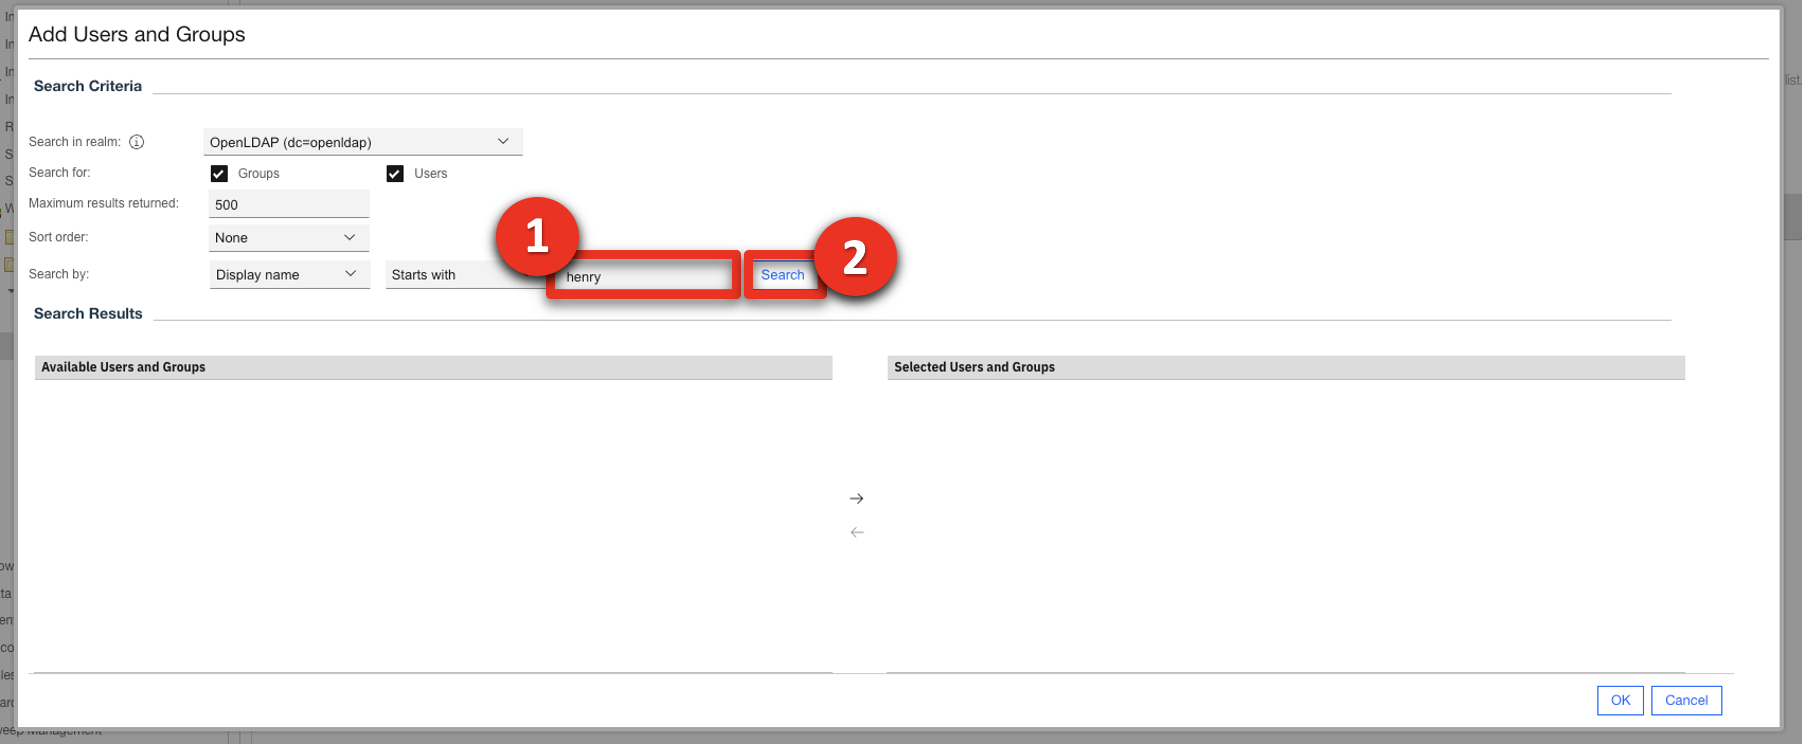 Add Users and Groups
Search Criteria
Search in realm: OpenLDAP (dc=openldap)
Search for: Groups Users
Maximum results returned: 500
Sort order: None
1
2
Search by: Display name Starts with henry Search
Search Results
Available Users and Groups Selected Users and Groups
OK Cancel